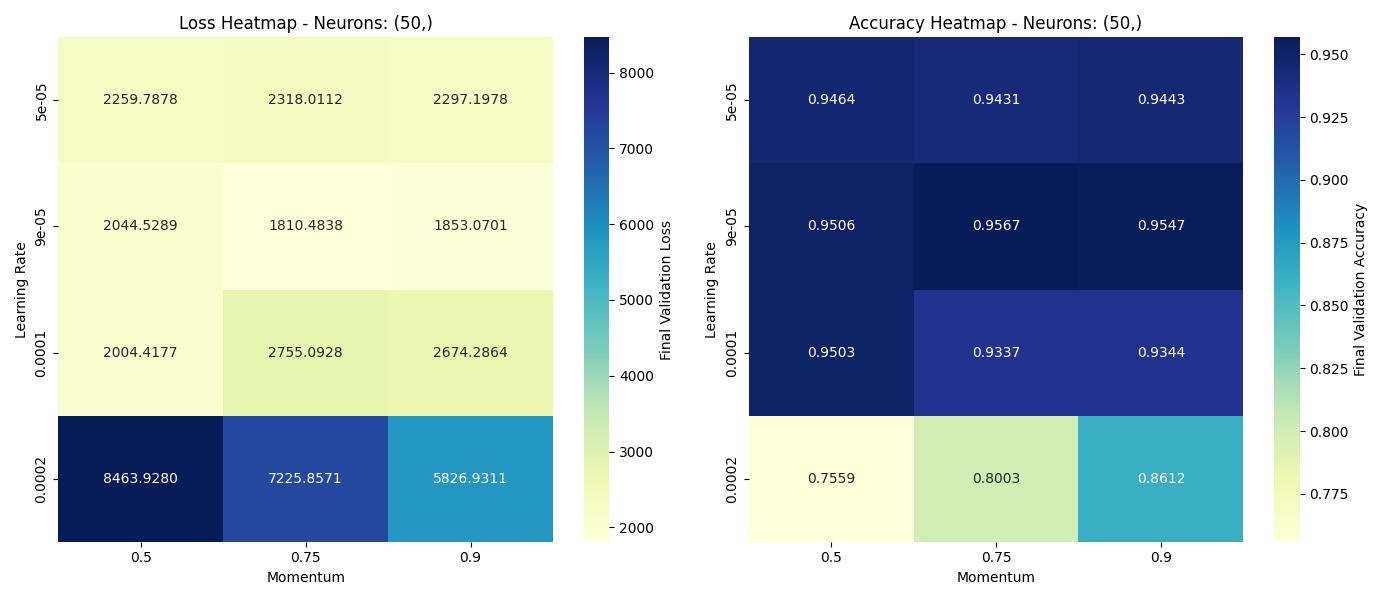 Loss Heatmap - Neurons: (50,)
Learning Rate
5e-05
2259.7878 2318.0112 2297.1978
9e-05
2044.5289 1810.4838 1853.0701
0.0001
2004.4177 2755.0928 2674.2864
0.0002
8463.9280 7225.8571 5826.9311
0.5 0.75 0.9
Momentum
8000
7000
6000
5000
4000
3000
2000
Final Validation Loss
Accuracy Heatmap - Neurons: (50,)
Learning Rate
5e-05
0.9464 0.9431 0.9443
9e-05
0.9506 0.9567 0.9547
0.0001
0.9503 0.9337 0.9344
0.0002
0.7559 0.8003 0.8612
0.5 0.75 0.9
Momentum
0.950
0.925
0.900
0.875
0.850
0.825
0.800
0.775
Final Validation Accuracy